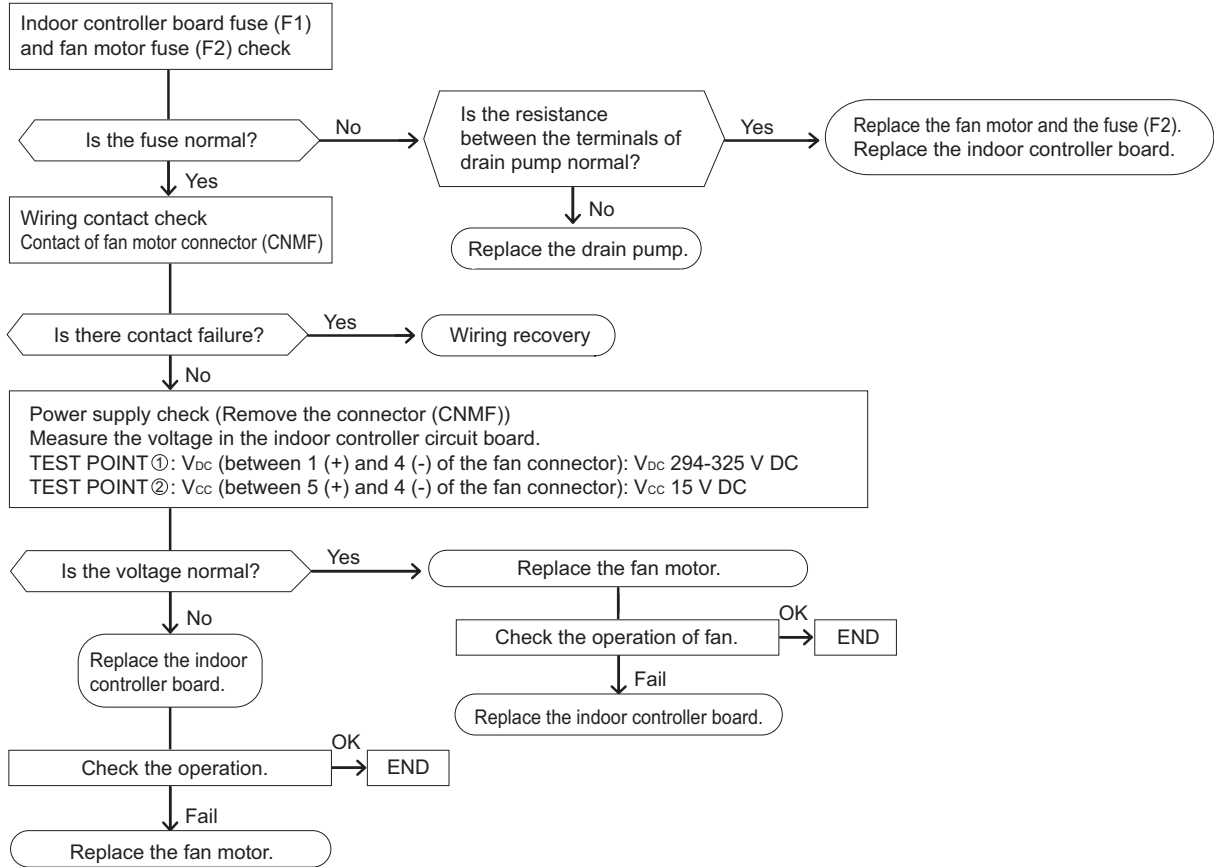 Indoor controller board fuse (F1)
and fan motor fuse (F2) check
Is the fuse normal?
No
Is the resistance
between the terminals of
drain pump normal?
Yes
Replace the fan motor and the fuse (F2).
Replace the indoor controller board.
No
Replace the drain pump.
Yes
Wiring contact check
Contact of fan motor connector (CNMF)
Is there contact failure?
Yes
Wiring recovery
No
Power supply check (Remove the connector (CNMF))
Measure the voltage in the indoor controller circuit board.
TEST POINT①: VDC (between 1 (+) and 4 (-) of the fan connector): VDC 294-325 V DC
TEST POINT②: VCC (between 5 (+) and 4 (-) of the fan connector): VCC 15 V DC
Is the voltage normal?
Yes
Replace the fan motor.
Check the operation of fan.
OK
END
Fail
Replace the indoor controller board.
No
Replace the indoor
controller board.
Check the operation.
OK
END
Fail
Replace the fan motor.